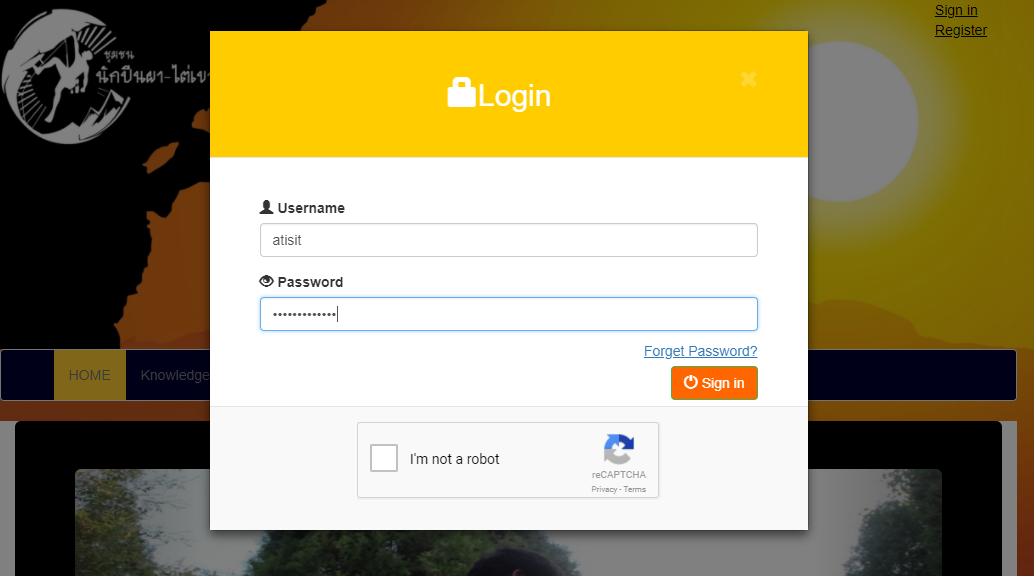 Sign in
Register
ชุมชน
นักปีนผา-ไต่เขา
Login
Username
atisit
Password
•••••••••••••
Forget Password?
Sign in
HOME
Knowledge
I'm not a robot
reCAPTCHA
Privacy - Terms